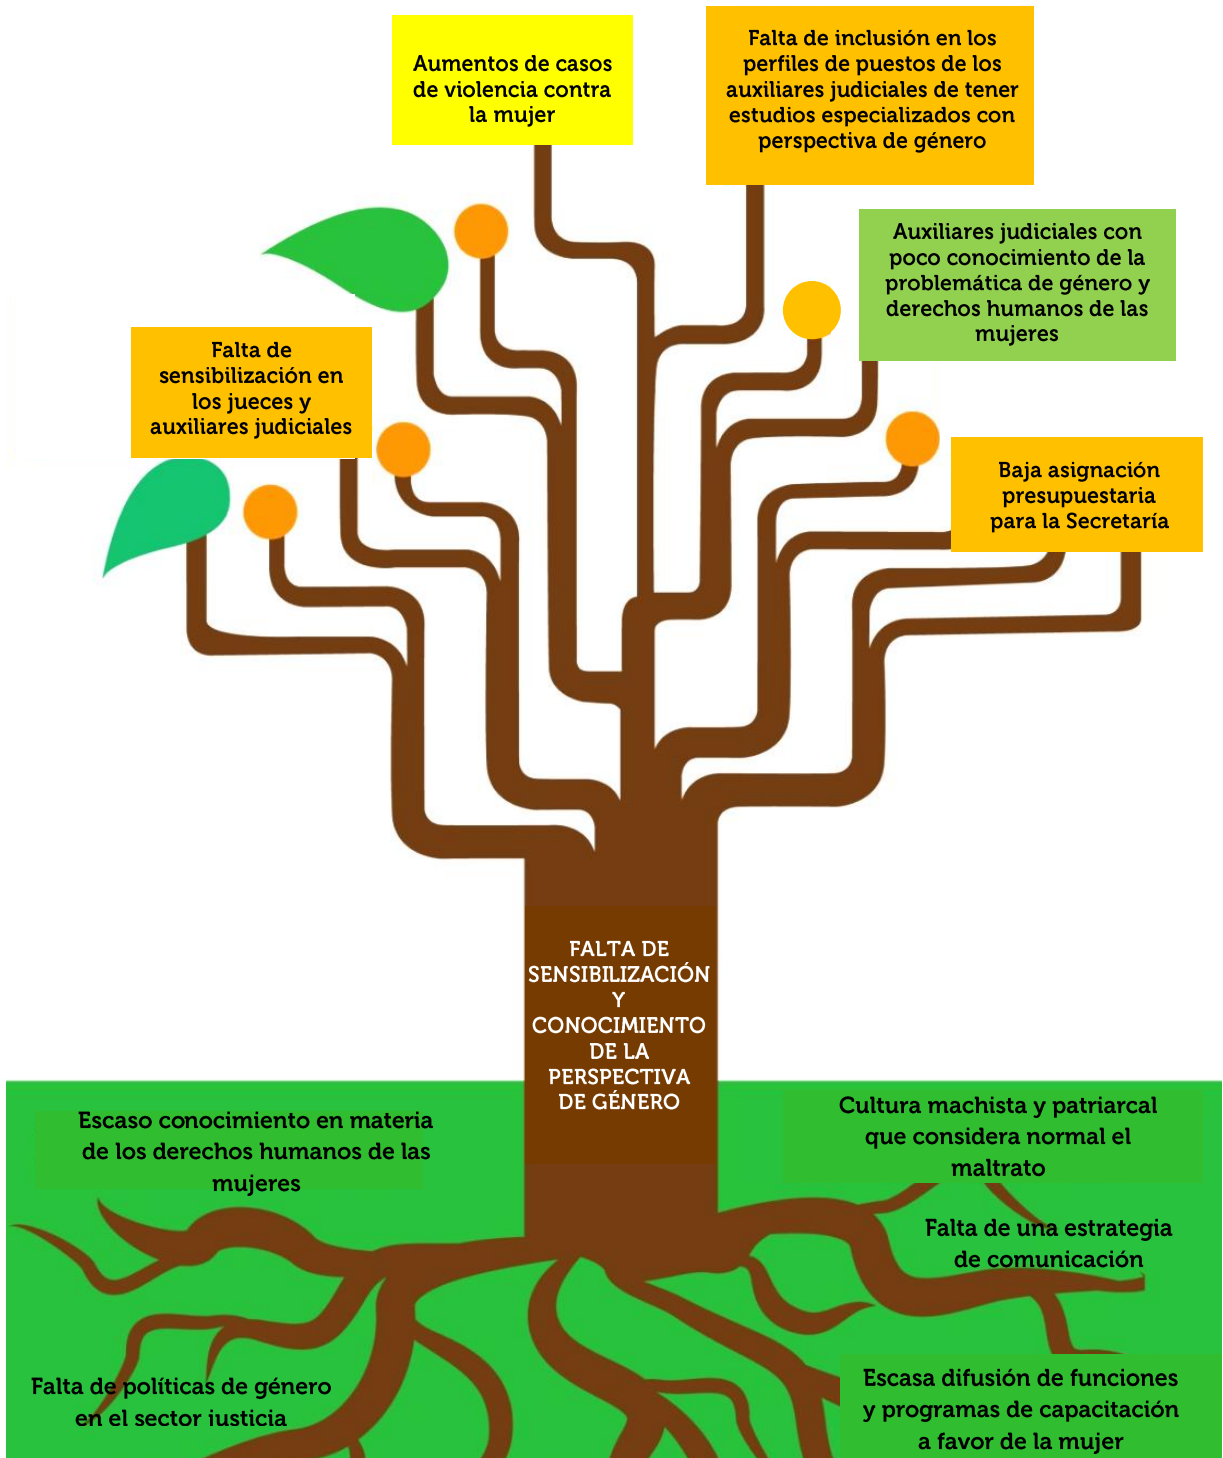 Aumentos de casos
de violencia contra
la mujer
Falta de inclusión en los
perfiles de puestos de los
auxiliares judiciales de tener
estudios especializados con
perspectiva de género
Auxiliares judiciales con
poco conocimiento de la
problemática de género y
derechos humanos de las
mujeres
Falta de
sensibilización en
los jueces y
auxiliares judiciales
Baja asignación
presupuestaria
para la Secretaría
FALTA DE
SENSIBILIZACIÓN
Y
CONOCIMIENTO
DE LA
PERSPECTIVA
DE GÉNERO
Escaso conocimiento en materia
de los derechos humanos de las
mujeres
Cultura machista y patriarcal
que considera normal el
maltrato
Falta de una estrategia
de comunicación
Falta de políticas de género
en el sector justicia
Escasa difusión de funciones
y programas de capacitación
a favor de la mujer